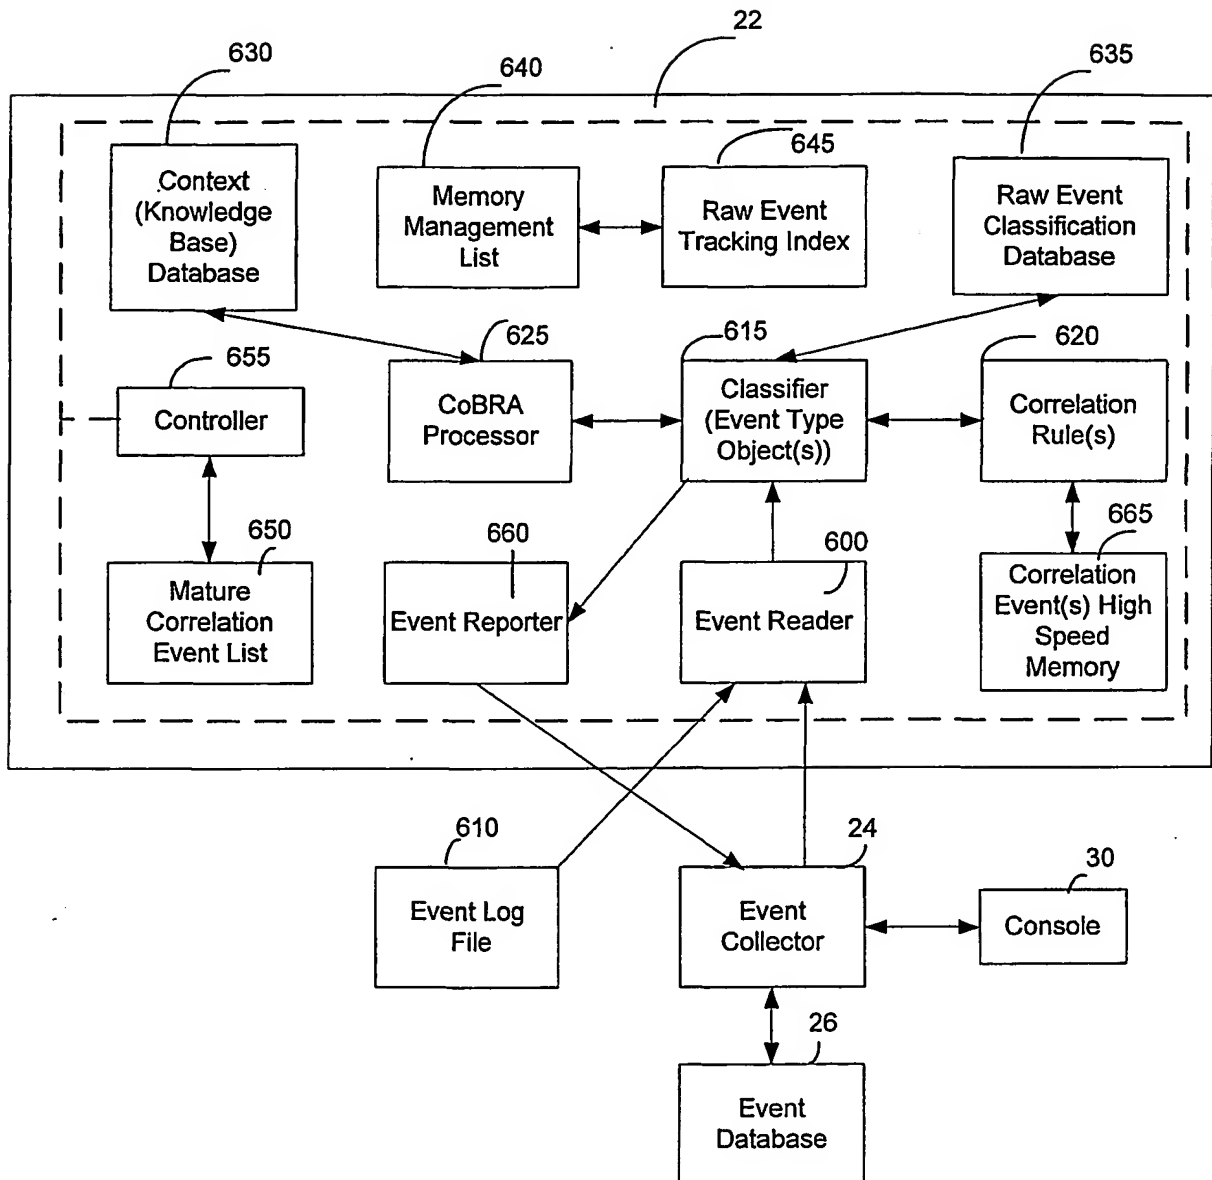 22
630
640
645
635
Context
(Knowledge
Base)
Database
Memory
Management
List
Raw Event
Tracking Index
Raw Event
Classification
Database
655
625
615
620
Controller
CoBRA
Processor
Classifier
(Event Type
Object(s))
Correlation
Rule(s)
650
660
600
665
Mature
Correlation
Event List
Event Reporter
Event Reader
Correlation
Event(s) High
Speed
Memory
610
24
30
Event Log
File
Event
Collector
Console
26
Event
Database